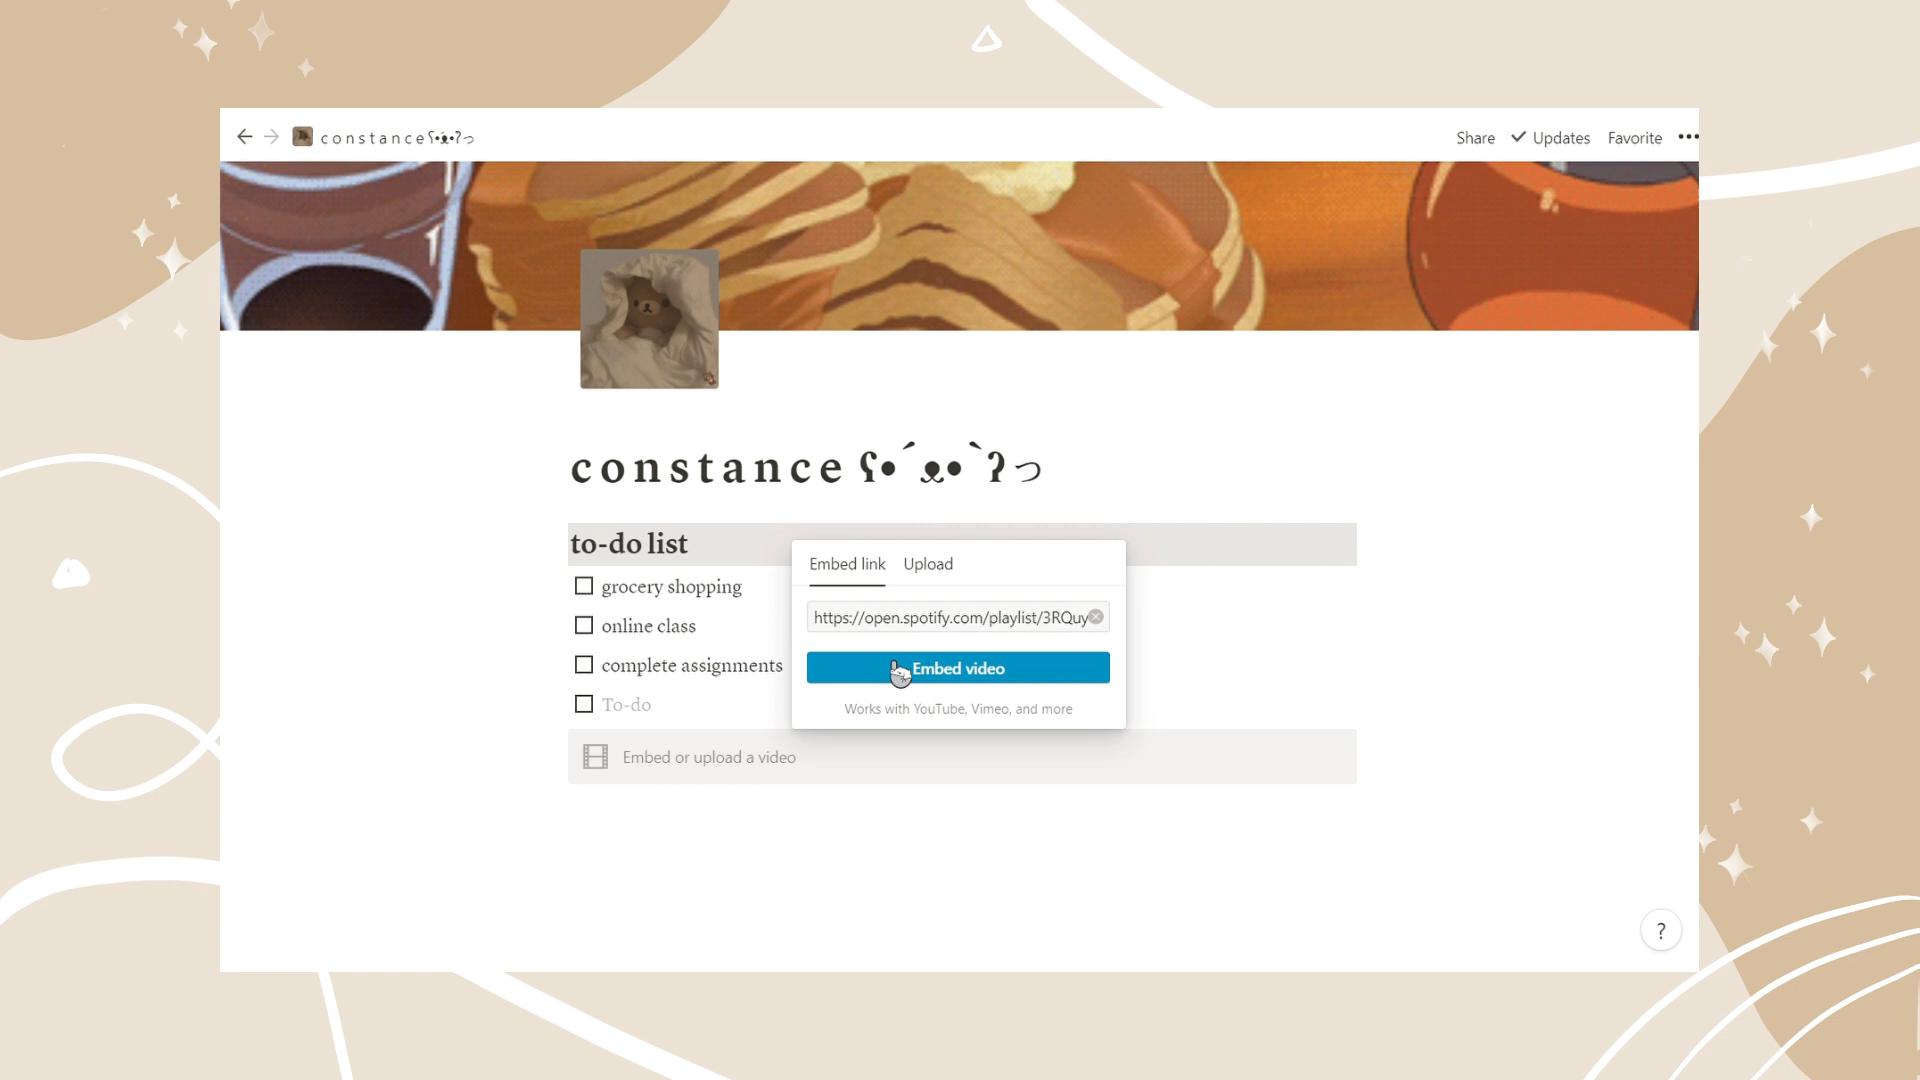 c o n s t a n c e ʕ•́ᴥ•̀ʔっ
Share ✓ Updates Favorite •••
c o n s t a n c e ʕ•́ᴥ•̀ʔっ
to-do list
grocery shopping
online class
complete assignments
To-do
Embed link Upload
https://open.spotify.com/playlist/3RQuy
Embed video
Works with YouTube, Vimeo, and more
Embed or upload a video
?